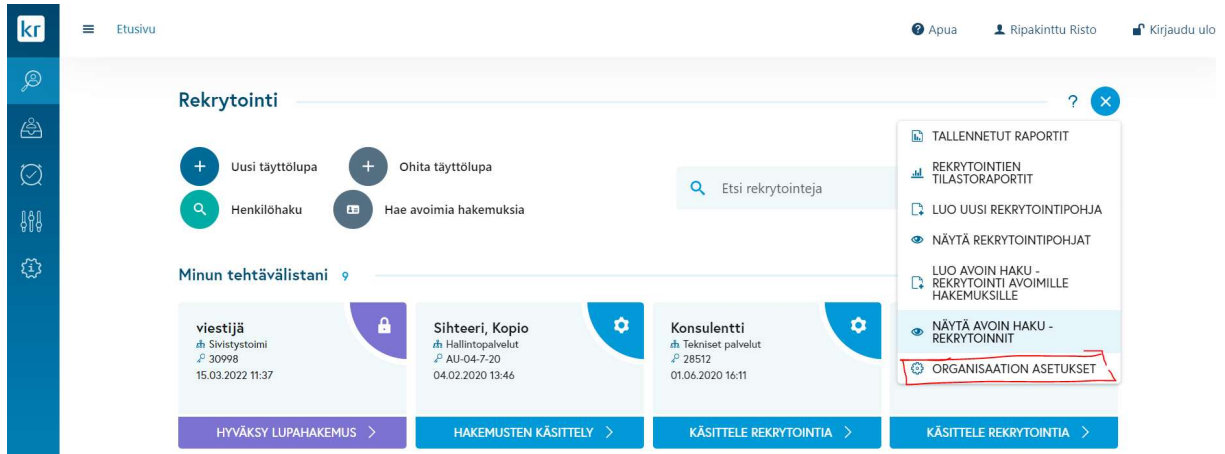 kr
Etusivu
Apua
Ripakinttu Risto
Kirjaudu ulo
Rekrytointi
?
TALLENNETUT RAPORTIT
REKRYTOINTIEN
TILASTORAPORTIT
LUO UUSI REKRYTOINTIPOHJA
NÄYTÄ REKRYTOINTIPOHJAT
LUO AVOIN HAKU -
REKRYTOINTI AVOIMILLE
HAKEMUKSILLE
NÄYTÄ AVOIN HAKU -
REKRYTOINNIT
ORGANISAATION ASETUKSET
Uusi täyttölupa
Ohita täyttölupa
Henkilöhaku
Hae avoimia hakemuksia
Etsi rekrytointeja
Minun tehtävälistani 9
viestijä
Sivistystoimi
30998
15.03.2022 11:37
HYVÄKSY LUPAHAKEMUS
Sihteeri, Kopio
Hallintopalvelut
AU-04-7-20
04.02.2020 13:46
HAKEMUSTEN KÄSITTELY
Konsulentti
Tekniset palvelut
28512
01.06.2020 16:11
KÄSITTELE REKRYTOINTIA
KÄSITTELE REKRYTOINTIA